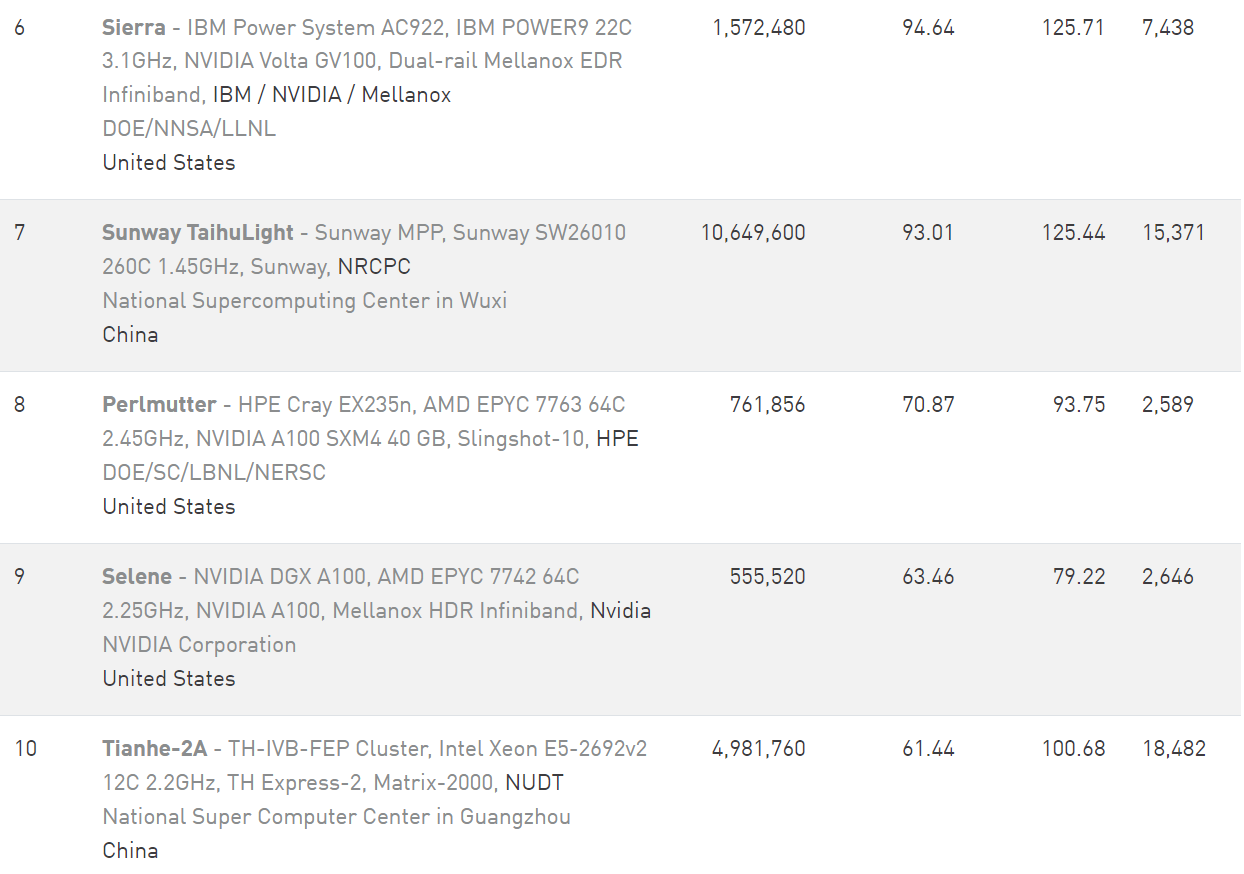 6 Sierra - IBM Power System AC922, IBM POWER9 22C 1,572,480 94.64 125.71 7,438
3.1GHz, NVIDIA Volta GV100, Dual-rail Mellanox EDR
Infiniband, IBM / NVIDIA / Mellanox
DOE/NNSA/LLNL
United States
7 Sunway TaihuLight - Sunway MPP, Sunway SW26010 10,649,600 93.01 125.44 15,371
260C 1.45GHz, Sunway, NRCPC
National Supercomputing Center in Wuxi
China
8 Perlmutter - HPE Cray EX235n, AMD EPYC 7763 64C 761,856 70.87 93.75 2,589
2.45GHz, NVIDIA A100 SXM4 40 GB, Slingshot-10, HPE
DOE/SC/LBNL/NERSC
United States
9 Selene - NVIDIA DGX A100, AMD EPYC 7742 64C 555,520 63.46 79.22 2,646
2.25GHz, NVIDIA A100, Mellanox HDR Infiniband, Nvidia
NVIDIA Corporation
United States
10 Tianhe-2A - TH-IVB-FEP Cluster, Intel Xeon E5-2692v2 4,981,760 61.44 100.68 18,482
12C 2.2GHz, TH Express-2, Matrix-2000, NUDT
National Super Computer Center in Guangzhou
China